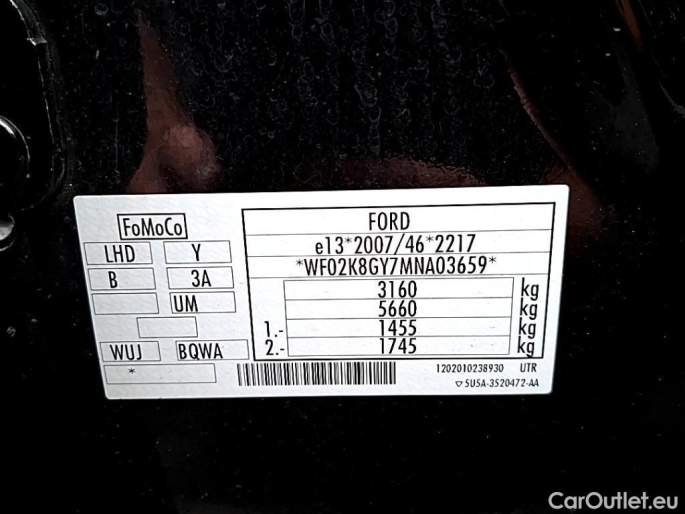 FoMoCo
LHD Y
B 3A
UM
WUJ BQWA
*
FORD
e13*2007/46*2217
*WF02K8GY7MNA03659*
3160 kg
5660 kg
1.- 1455 kg
2.- 1745 kg
1202010238930 UTR
▽ 5U5A-3520472-AA
CarOutlet.eu